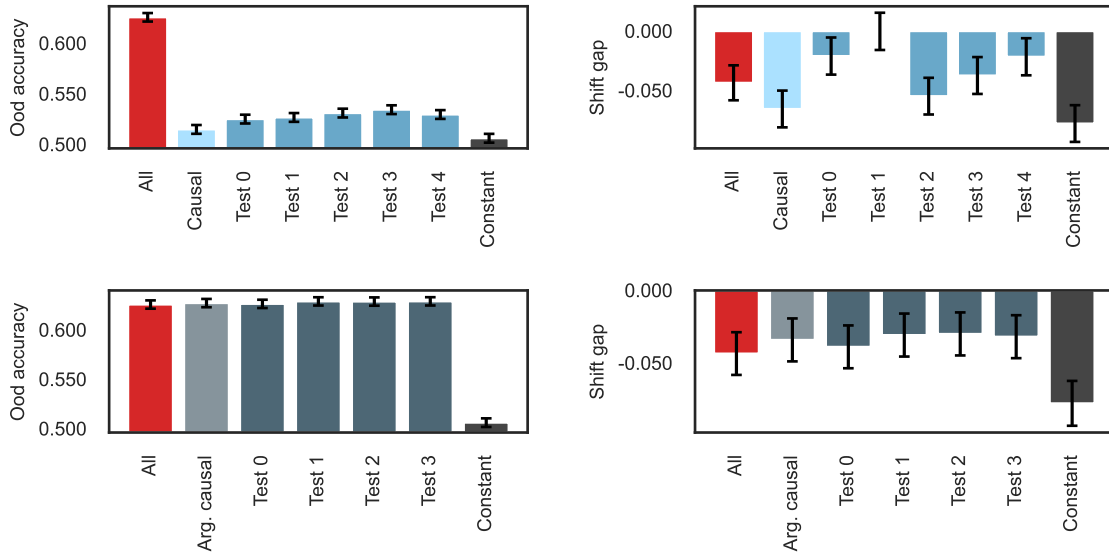 Ood accuracy
0.600
0.550
0.500
All
Causal
Test 0
Test 1
Test 2
Test 3
Test 4
Constant
Shift gap
0.000
-0.050
All
Causal
Test 0
Test 1
Test 2
Test 3
Test 4
Constant
Ood accuracy
0.600
0.550
0.500
All
Arg. causal
Test 0
Test 1
Test 2
Test 3
Constant
Shift gap
0.000
-0.050
All
Arg. causal
Test 0
Test 1
Test 2
Test 3
Constant